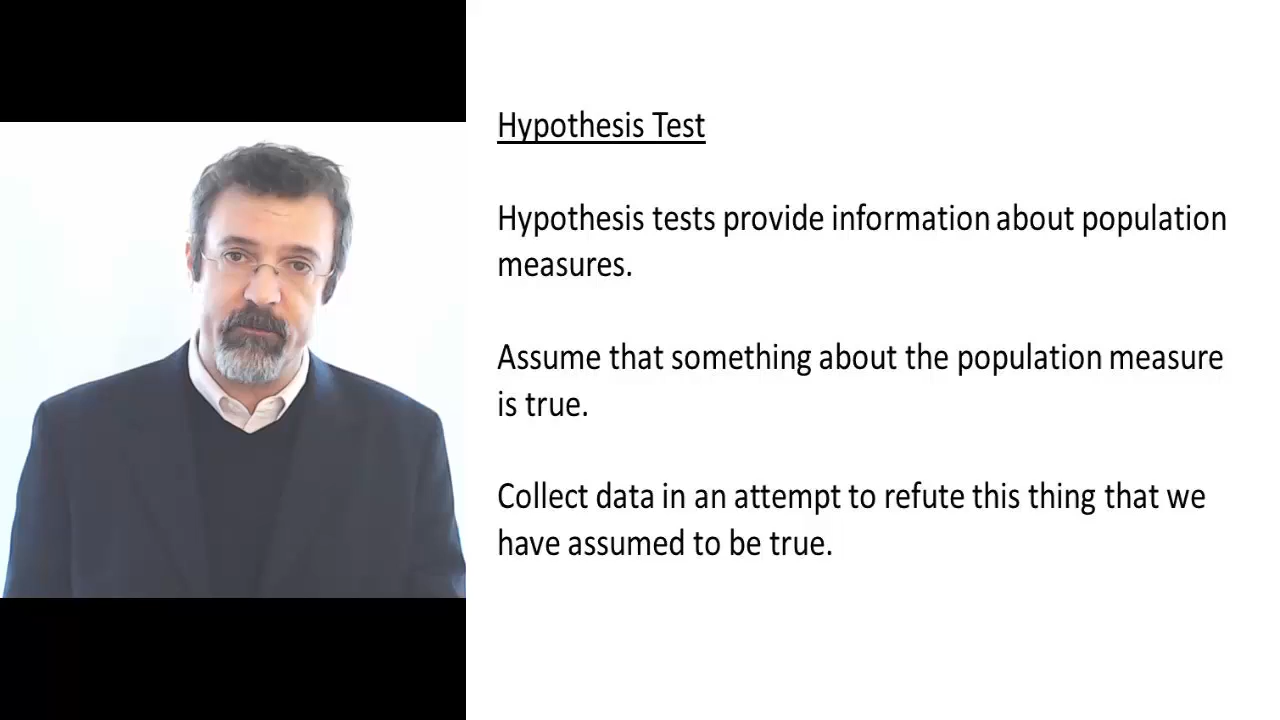 Hypothesis Test
Hypothesis tests provide information about population
measures.
Assume that something about the population measure
is true.
Collect data in an attempt to refute this thing that we
have assumed to be true.